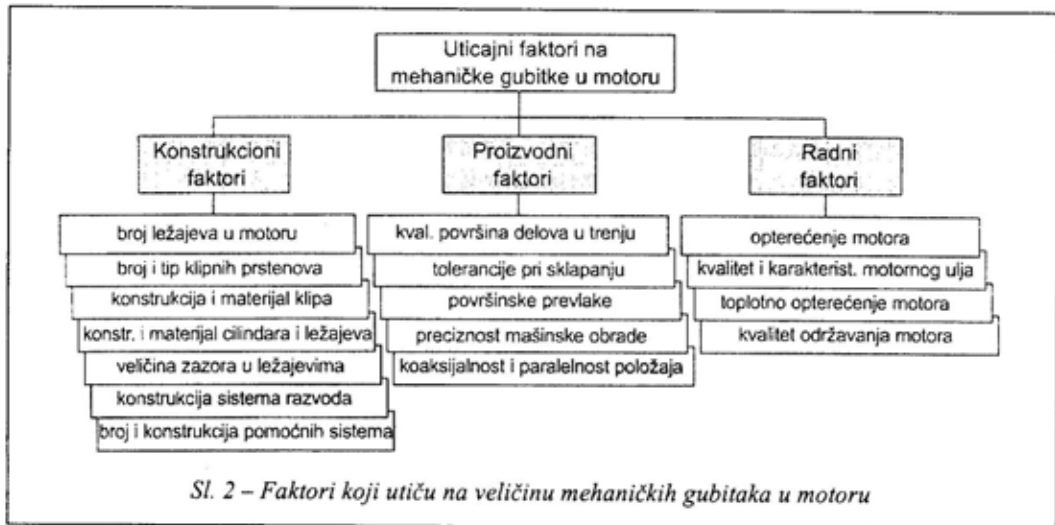 Uticajni faktori na
mehaničke gubitke u motoru
Konstrukcioni
faktori
broj ležajeva u motoru
broj i tip klipnih prstenova
konstrukcija i materijal klipa
konstr. i materijal cilindara i ležajeva
veličina zazora u ležajevima
konstrukcija sistema razvoda
broj i konstrukcija pomoćnih sistema
Proizvodni
faktori
kval. površina delova u trenju
tolerancije pri sklapanju
površinske prevlake
preciznost mašinske obrade
koaksijalnost i paralelnost položaja
Radni
faktori
opterećenje motora
kvalitet i karakterist. motornog ulja
toplotno opterećenje motora
kvalitet održavanja motora
Sl. 2 – Faktori koji utiču na veličinu mehaničkih gubitaka u motoru